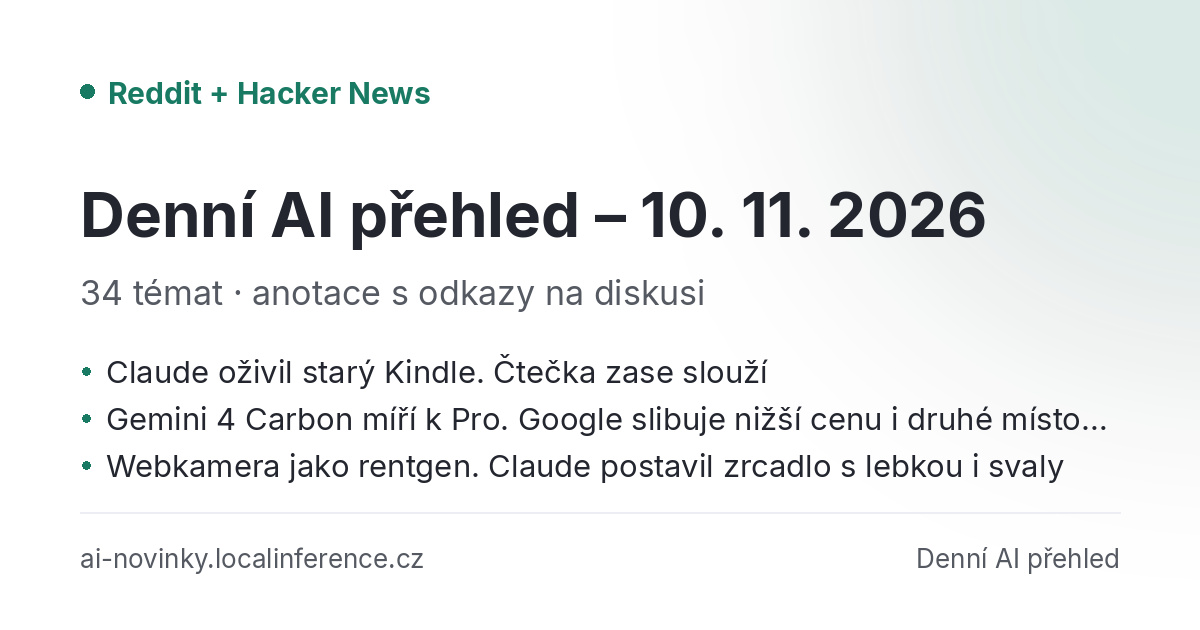 Reddit + Hacker News
Denní AI přehled – 10. 11. 2026
34 témat · anotace s odkazy na diskusi
• Claude oživil starý Kindle. Čtečka zase slouží
• Gemini 4 Carbon míří k Pro. Google slibuje nižší cenu i druhé místo…
• Webkamera jako rentgen. Claude postavil zrcadlo s lebkou i svaly
ai-novinky.localinference.cz
Denní AI přehled